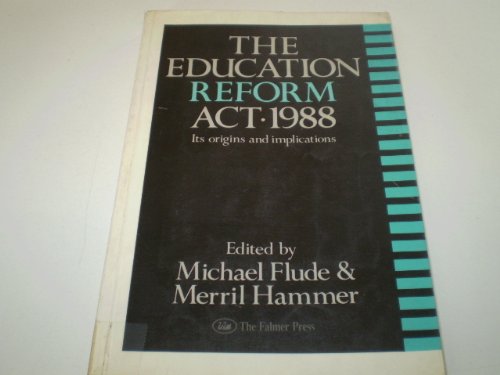 THE
EDUCATION
REFORM
ACT·1988
Its origins and implications
Edited by
Michael Flude &
Merril Hammer
The Falmer Press